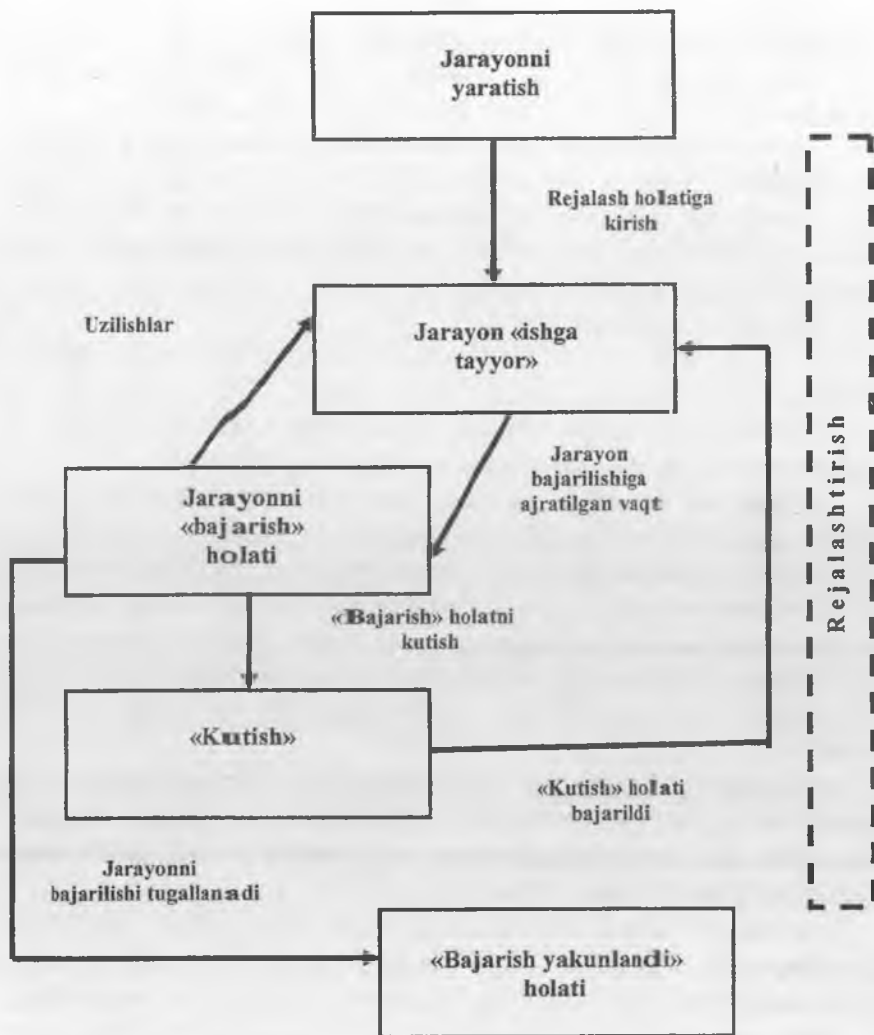 Jarayonni
yaratish
Rejalash holatiga
kirish
Uzilishlar
Jarayon «ishga
tayyor»
Jarayon
bajarilishiga
ajratilgan vaqt
Jarayonni
«bajarish»
holati
«Bajarish» holatni
kutish
«Kutish»
«Kutish» holati
bajarildi
Jarayonni
bajarilishi tugallanadi
«Bajarish yakunlandi»
holati
Rejalashtirish